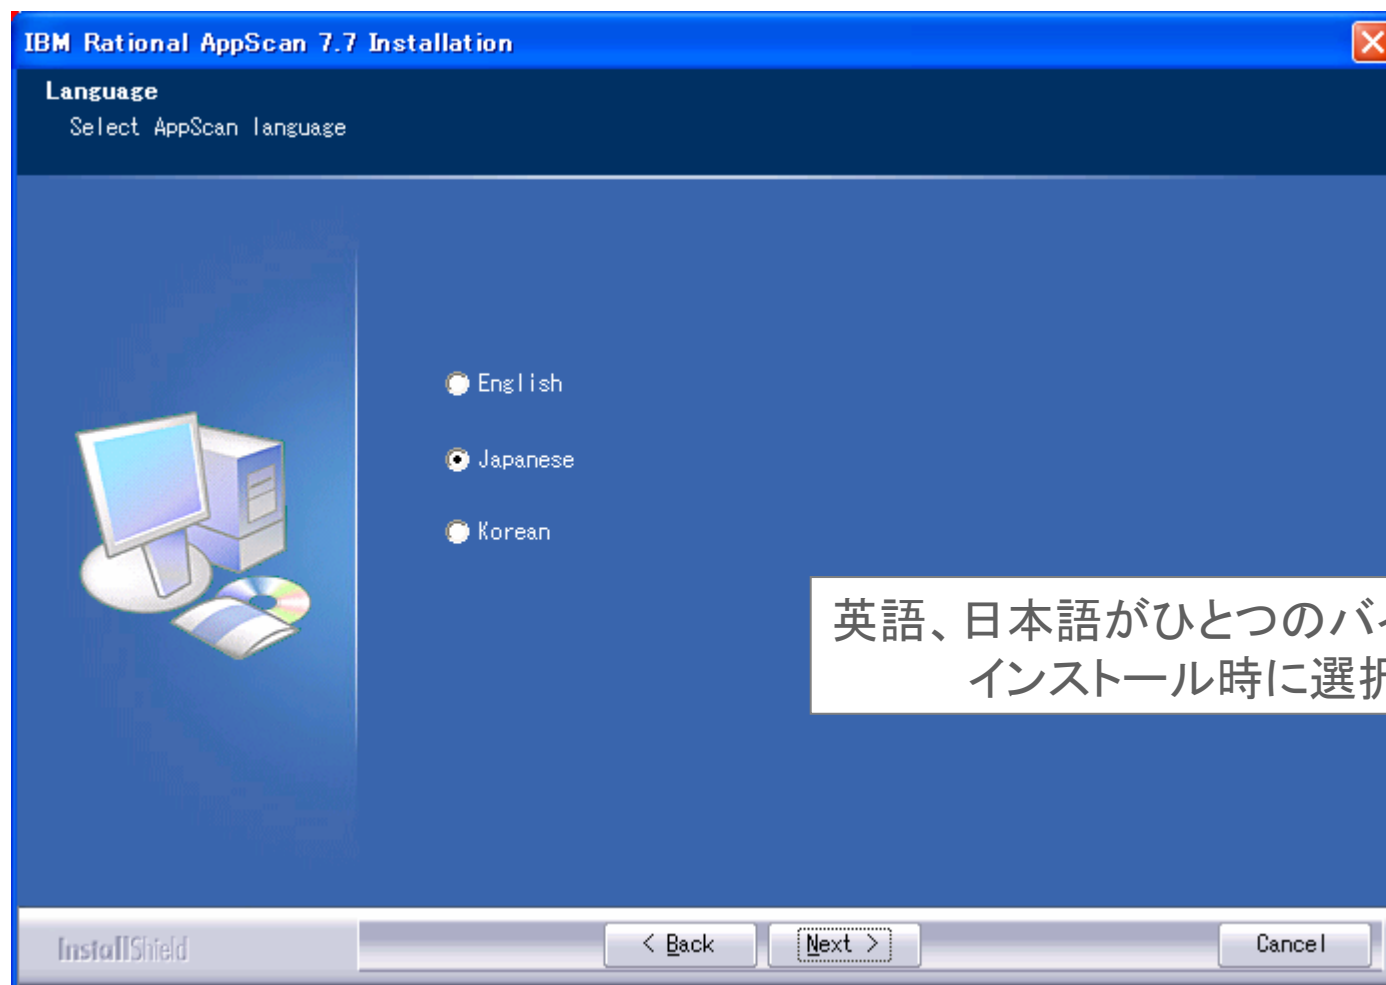 IBM Rational AppScan 7.7 Installation
Language
Select AppScan language
English
Japanese
Korean
英語、日本語がひとつのバ
インストール時に選択
InstallShield
< Back
Next >
Cancel